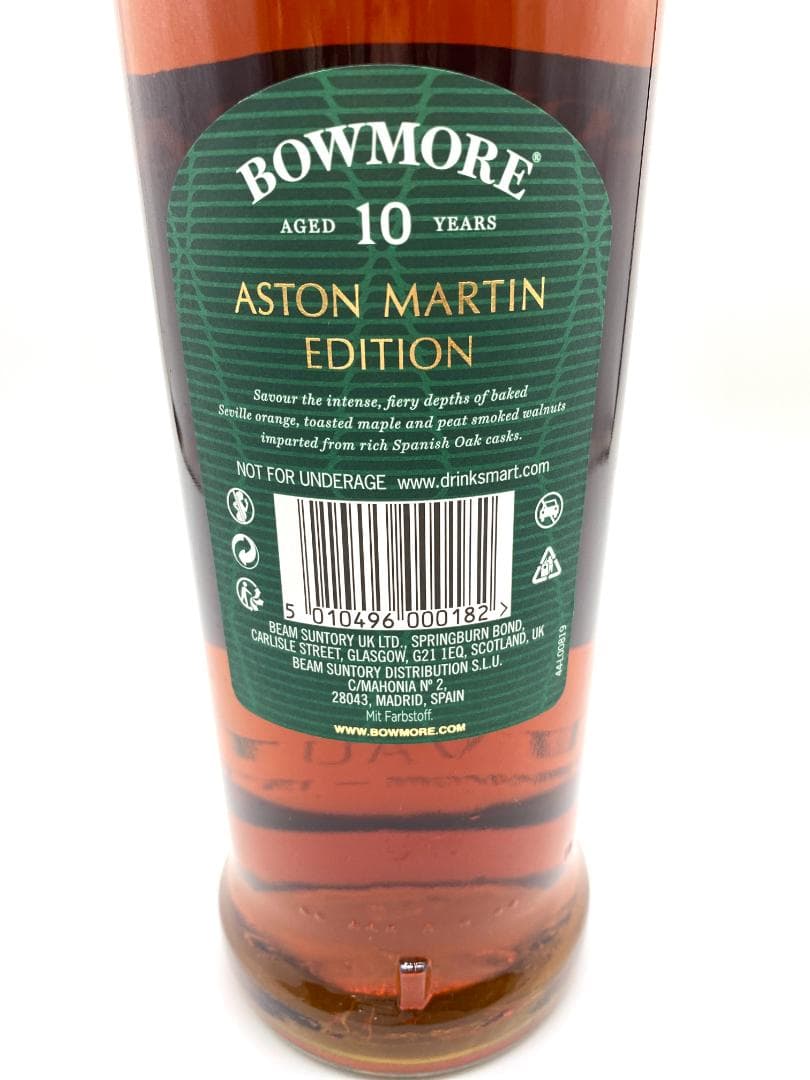 BOWMORE®
AGED 10 YEARS
ASTON MARTIN
EDITION
Savour the intense, fiery depths of baked
Seville orange, toasted maple and peat smoked walnuts
imported from rich Spanish Oak casks.
NOT FOR UNDERAGE www.drinksmart.com
5 010496 000182 >
BEAM SUNTORY UK LTD., SPRINGBURN BOND,
CARLISLE STREET, GLASGOW, G21 1EQ, SCOTLAND, UK
BEAM SUNTORY DISTRIBUTION S.L.U.
C/MAHONIA Nº 2,
28043, MADRID, SPAIN
Mit Farbstoff.
WWW.BOWMORE.COM
44L00819